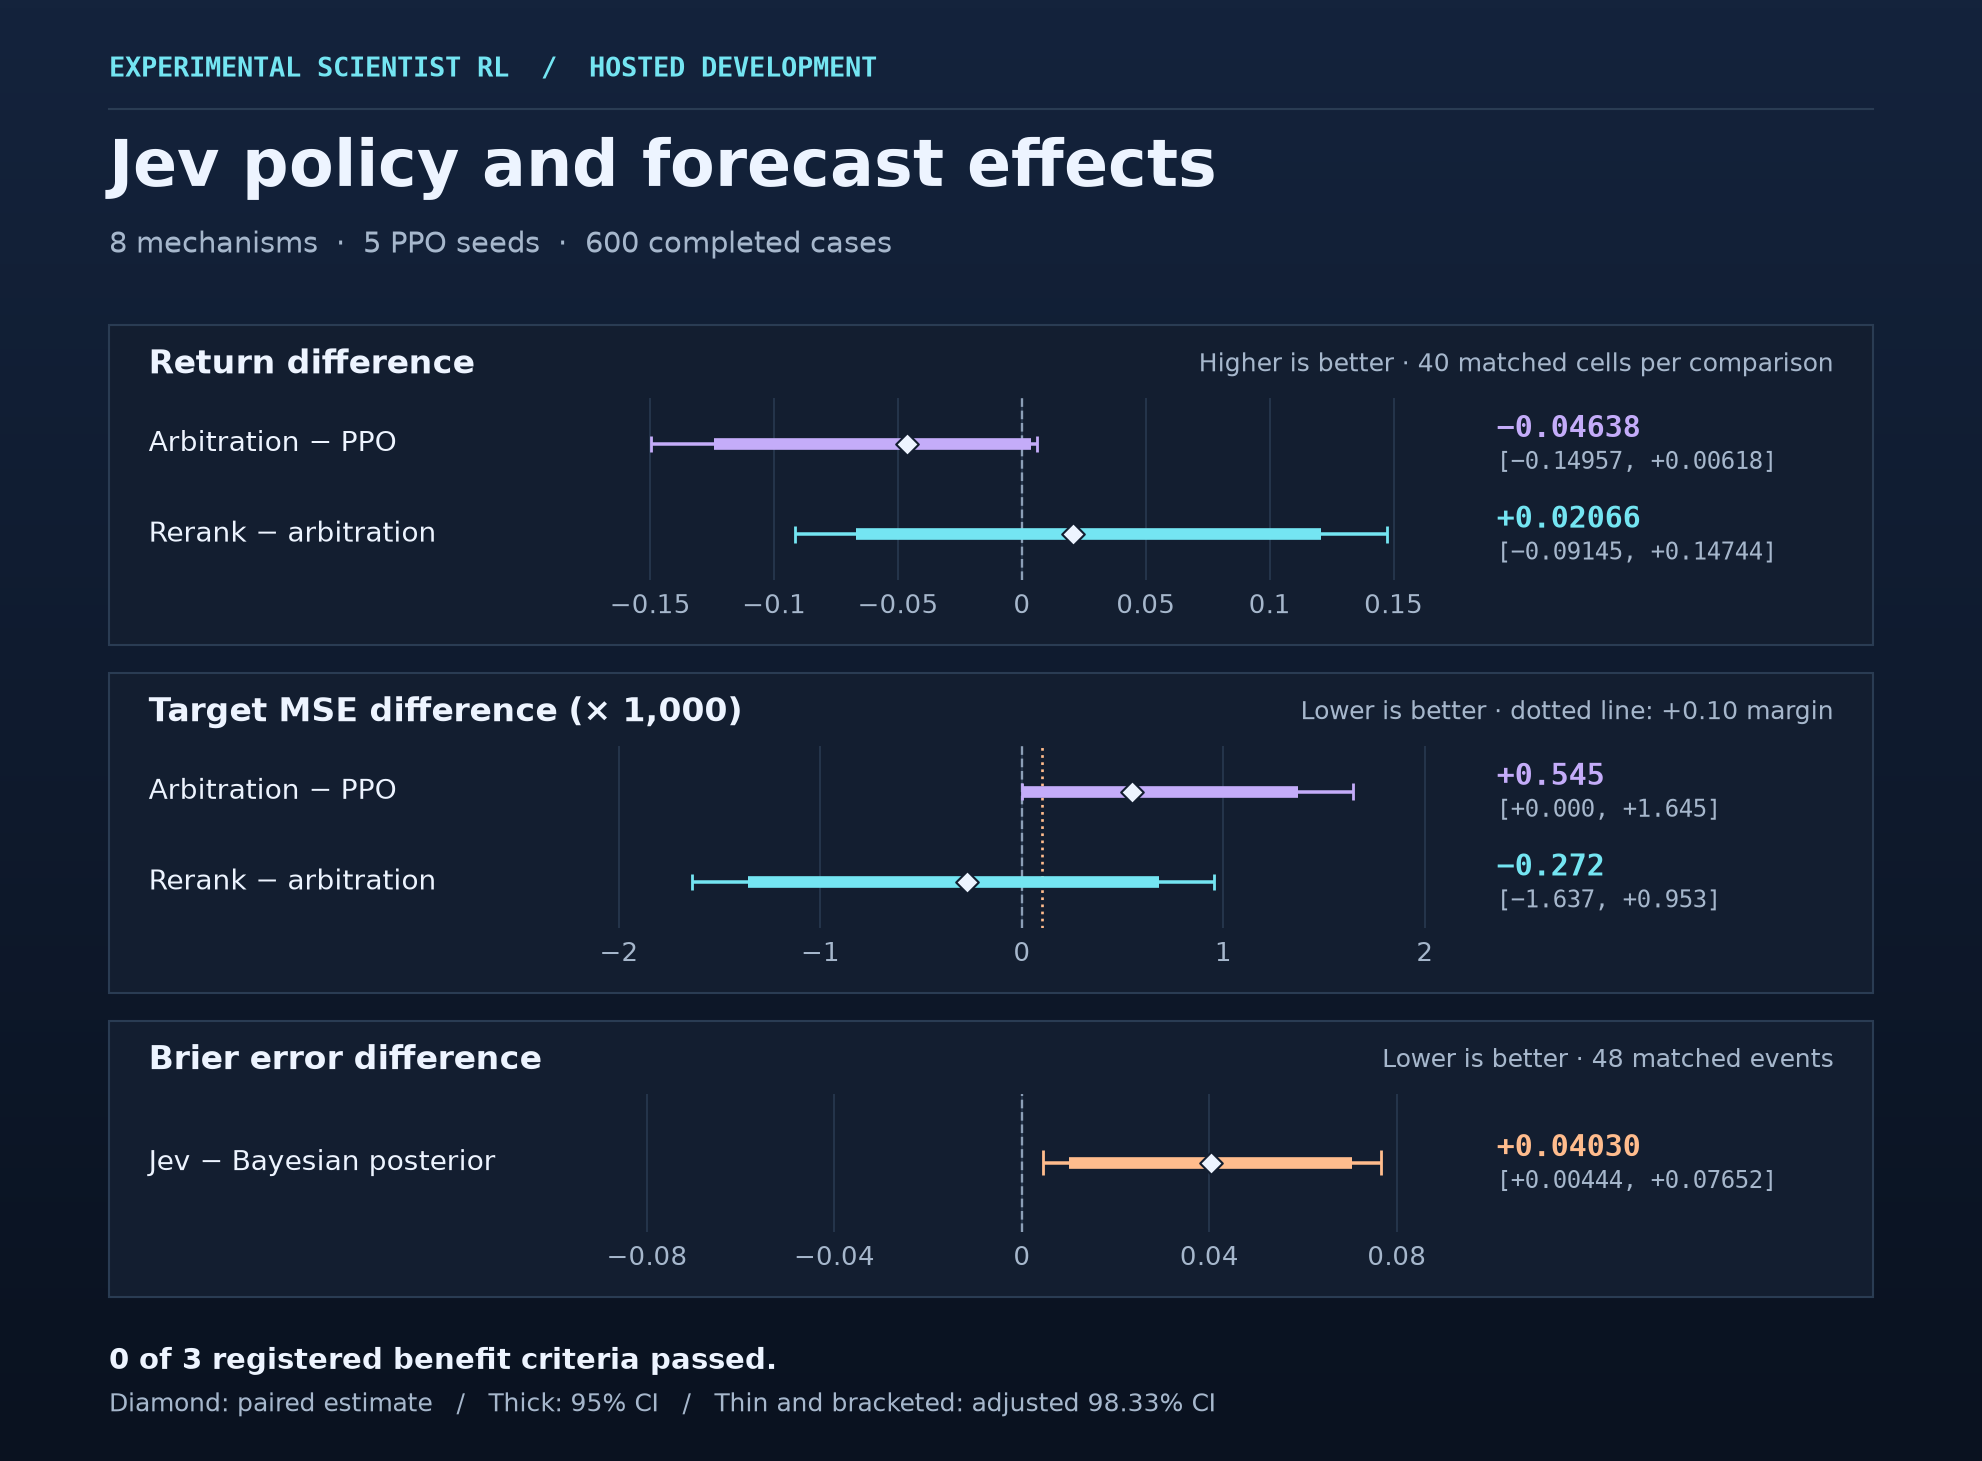 EXPERIMENTAL SCIENTIST RL / HOSTED DEVELOPMENT
Jev policy and forecast effects
8 mechanisms · 5 PPO seeds · 600 completed cases
Return difference
Higher is better · 40 matched cells per comparison
Arbitration − PPO
−0.04638
[−0.14957, +0.00618]
Rerank − arbitration
+0.02066
[−0.09145, +0.14744]
−0.15 −0.1 −0.05 0 0.05 0.1 0.15
Target MSE difference (× 1,000)
Lower is better · dotted line: +0.10 margin
Arbitration − PPO
+0.545
[+0.000, +1.645]
Rerank − arbitration
−0.272
[−1.637, +0.953]
−2 −1 0 1 2
Brier error difference
Lower is better · 48 matched events
Jev − Bayesian posterior
+0.04030
[+0.00444, +0.07652]
−0.08 −0.04 0 0.04 0.08
0 of 3 registered benefit criteria passed.
Diamond: paired estimate / Thick: 95% CI / Thin and bracketed: adjusted 98.33% CI